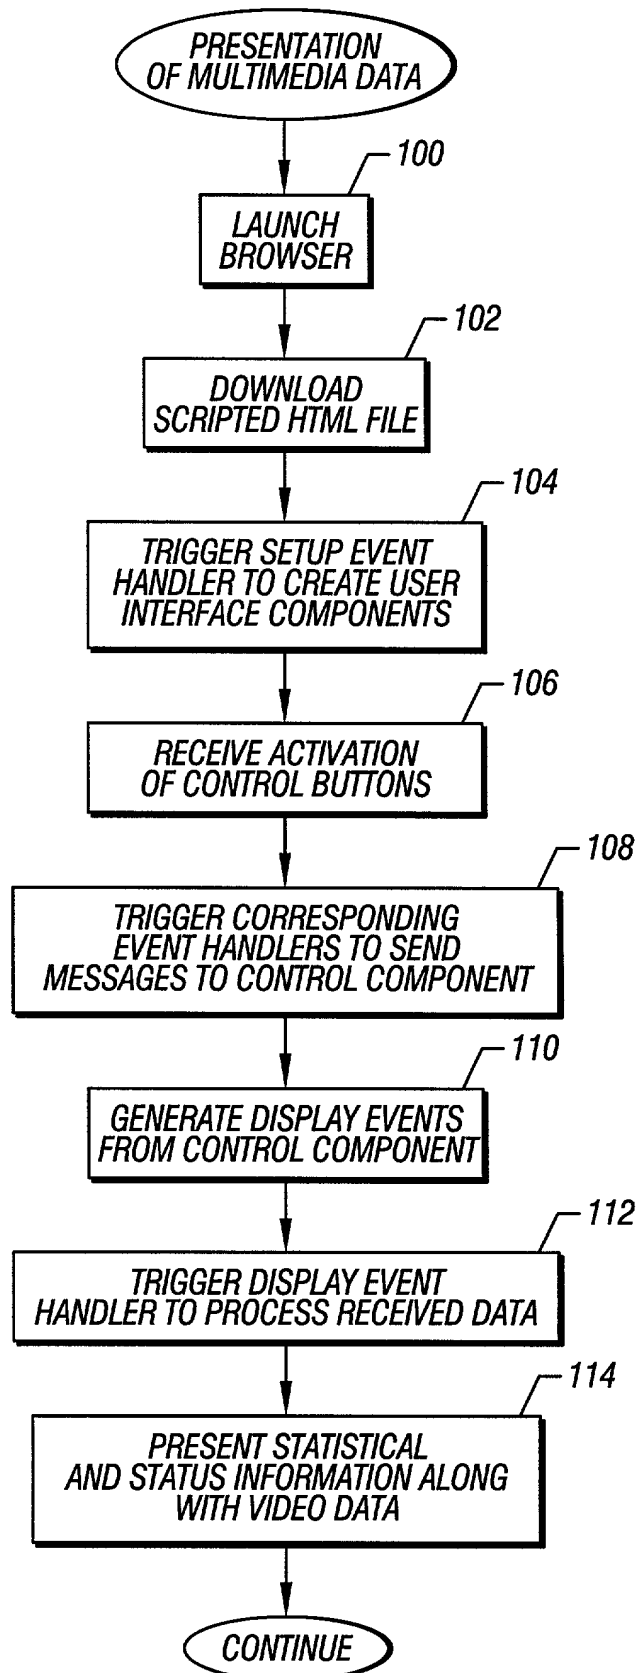 PRESENTATION
OF MULTIMEDIA DATA
100
LAUNCH
BROWSER
102
DOWNLOAD
SCRIPTED HTML FILE
104
TRIGGER SETUP EVENT
HANDLER TO CREATE USER
INTERFACE COMPONENTS
106
RECEIVE ACTIVATION
OF CONTROL BUTTONS
108
TRIGGER CORRESPONDING
EVENT HANDLERS TO SEND
MESSAGES TO CONTROL COMPONENT
110
GENERATE DISPLAY EVENTS
FROM CONTROL COMPONENT
112
TRIGGER DISPLAY EVENT
HANDLER TO PROCESS RECEIVED DATA
114
PRESENT STATISTICAL
AND STATUS INFORMATION ALONG
WITH VIDEO DATA
CONTINUE